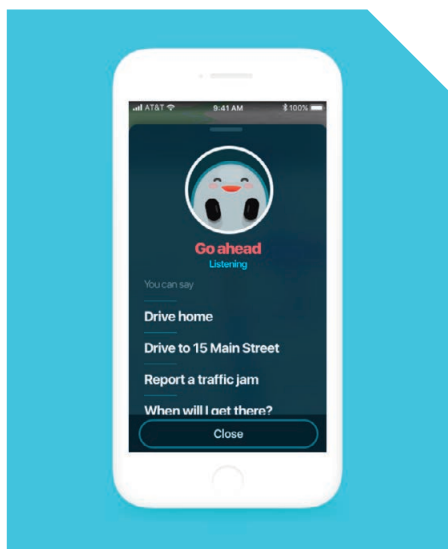 AT&T 9:41 AM 100%
Go ahead
Listening
You can say
Drive home
Drive to 15 Main Street
Report a traffic jam
When will I get there?
Close